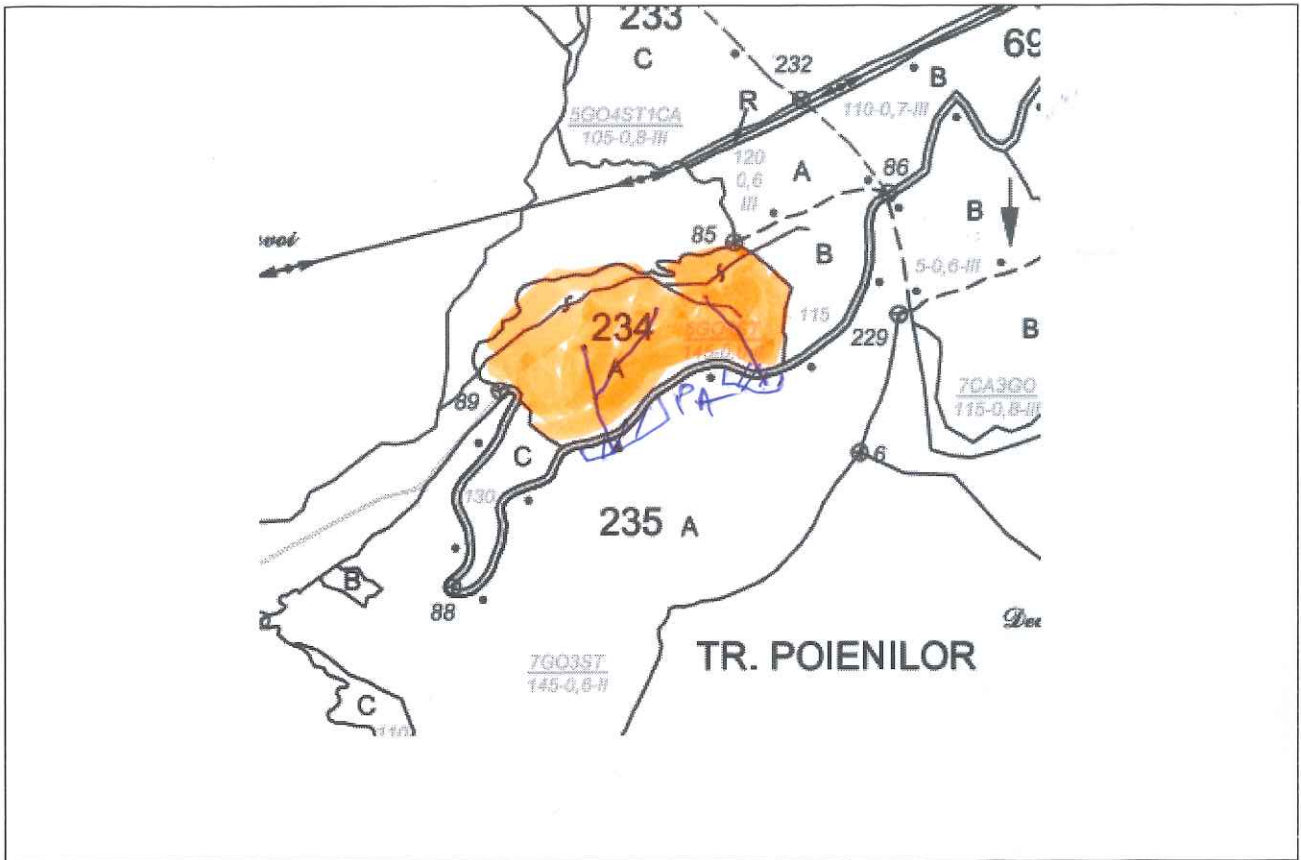 233
C
69
232
B
R
B
5GO4ST1CA
105-0,8-III
110-0,7-III
120
0,6
III
A
86
B
85
B
5-0,6-III
234
115
229
B
A
PA
89
7CA3GO
115-0,8-III
C
6
130
235 A
B
88
TR. POIENILOR
7GO3ST
145-0,6-II
C
110